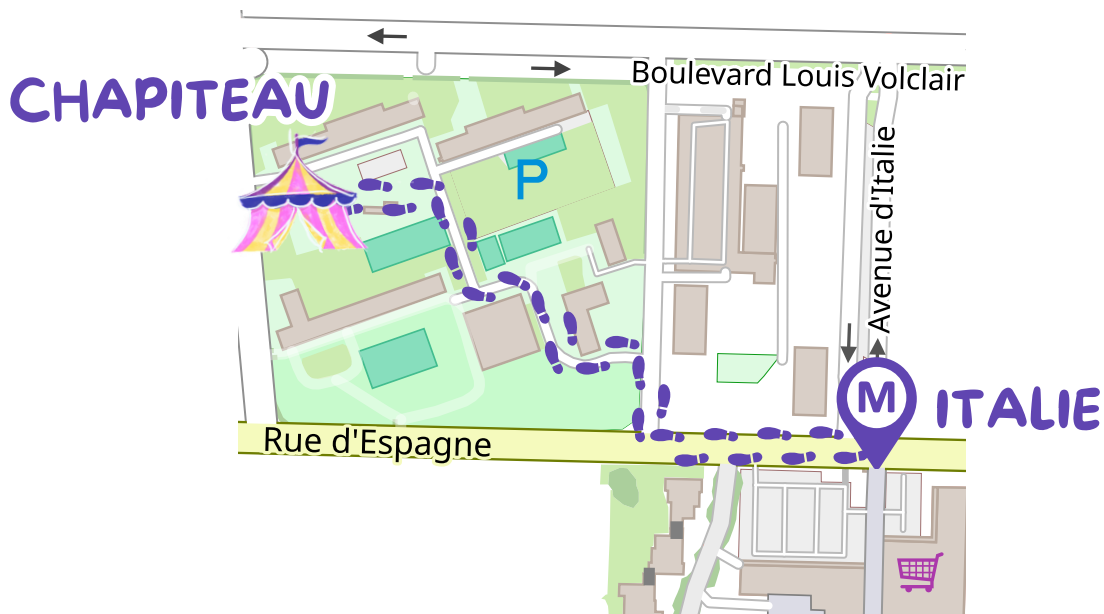 Boulevard Louis Volclair
CHAPITEAU
P
Avenue d'Italie
M
ITALIE
Rue d'Espagne